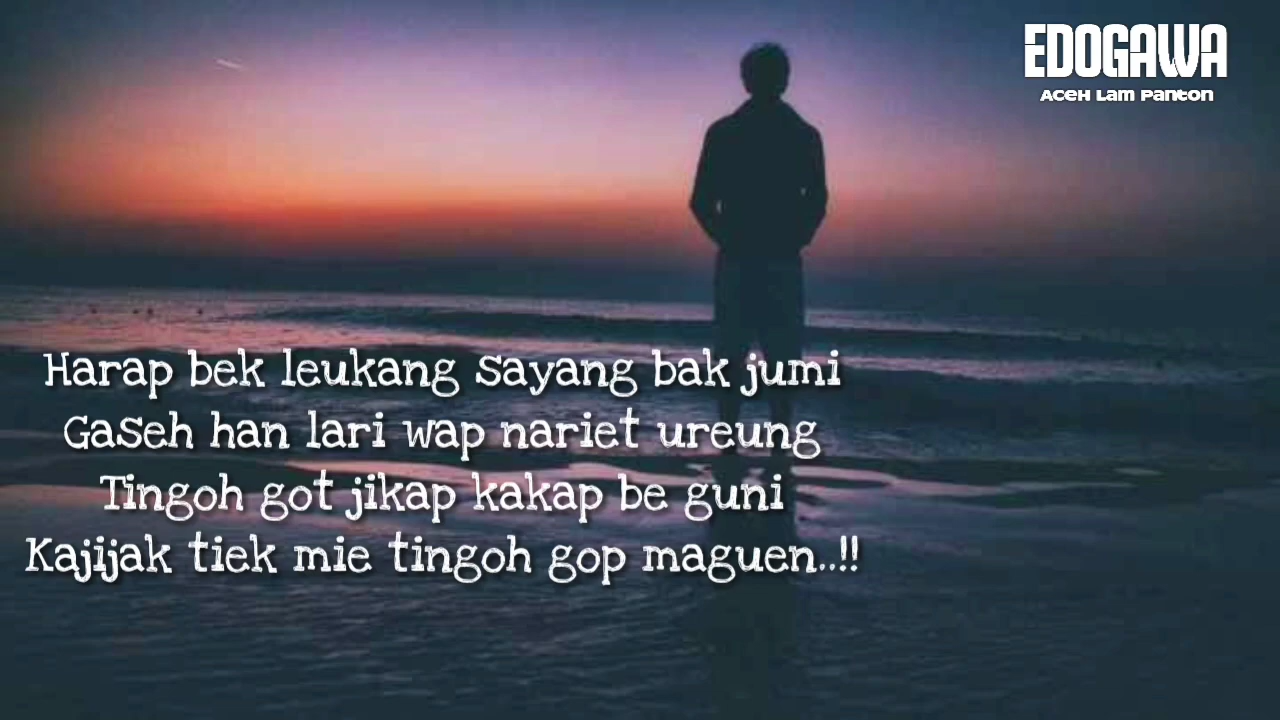 EDOGAWA
Aceh Lam Panton
Harap bek leukang sayang bak jumi
Gaseh han lari wap nariet ureung
Tingoh got jikap kakap be guni
Kajijak tiek mie tingoh gop maguen..!!